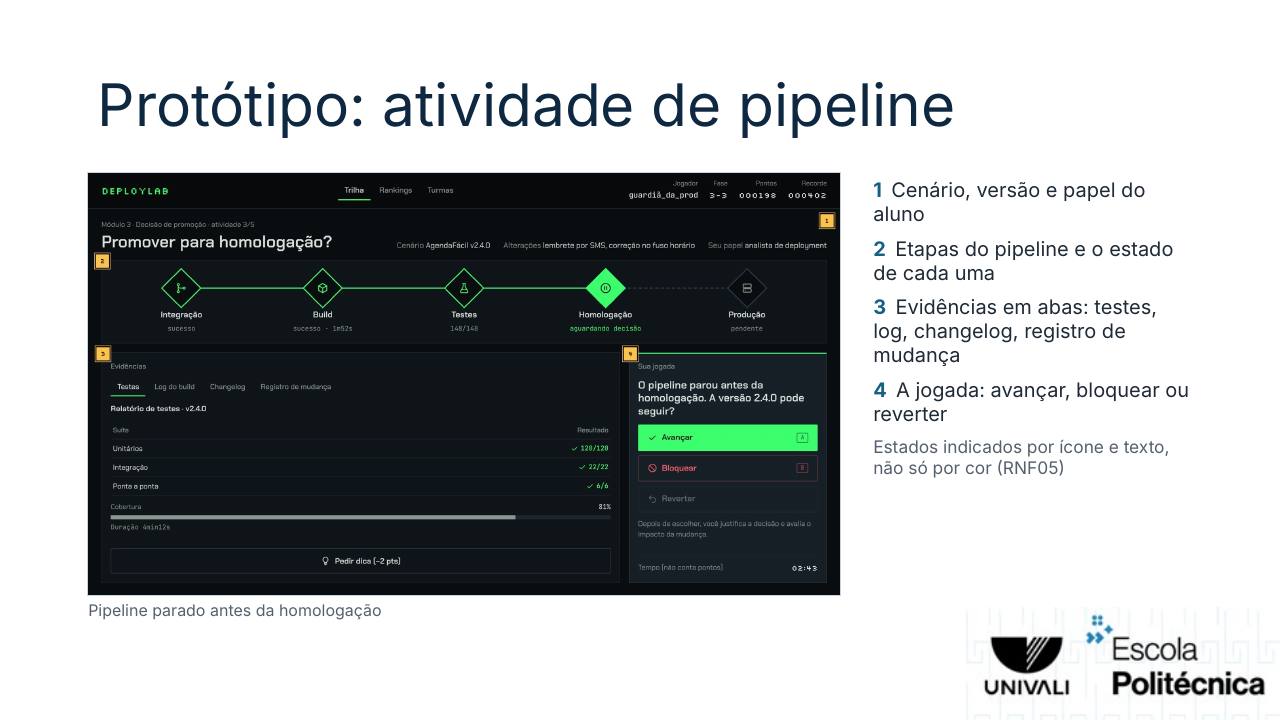 Protótipo: atividade de pipeline
DEPLOYLAB
Trilha Rankings Turmas
Jogador Fase Pontos Recorde
guardiã_da_prod 3-3 000198 000402
Módulo 3 · Decisão de promoção · atividade 3/5
1
Promover para homologação?
Cenário AgendaFácil v2.4.0 Alterações lembrete por SMS, correção no fuso horário Seu papel analista de deployment
2
Integração Build Testes Homologação Produção
sucesso sucesso · 1m52s 148/148 aguardando decisão pendente
3
Evidências
Testes Log do build Changelog Registro de mudança
Relatório de testes · v2.4.0
Suíte Resultado
Unitários 120/120
Integração 22/22
Ponta a ponta 6/6
Cobertura 81%
Duração 4min12s
Pedir dica (-2 pts)
4
Sua jogada
O pipeline parou antes da
homologação. A versão 2.4.0 pode
seguir?
Avançar A
Bloquear B
Reverter
Depois de escolher, você justifica a decisão e avalia o
impacto da mudança.
Tempo (não conta pontos) 02:43
Pipeline parado antes da homologação
1 Cenário, versão e papel do
aluno
2 Etapas do pipeline e o estado
de cada uma
3 Evidências em abas: testes,
log, changelog, registro de
mudança
4 A jogada: avançar, bloquear ou
reverter
Estados indicados por ícone e texto,
não só por cor (RNF05)
UNIVALI
Escola
Politécnica